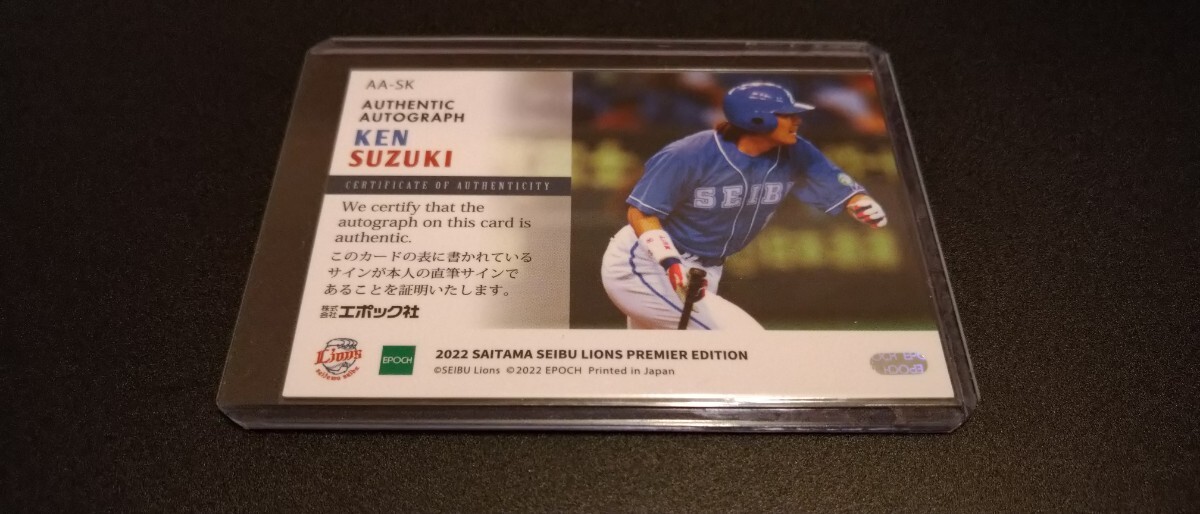 AA-SK
AUTHENTIC
AUTOGRAPH
KEN
SUZUKI
CERTIFICATE OF AUTHENTICITY
We certify that the
autograph on this card is
authentic.
このカードの表に書かれている
サインが本人の直筆サインで
あることを証明いたします。
株式会社エポック社
SEIBU
Lions
saitama seibu
EPOCH
2022 SAITAMA SEIBU LIONS PREMIER EDITION
©SEIBU Lions ©2022 EPOCH Printed in Japan